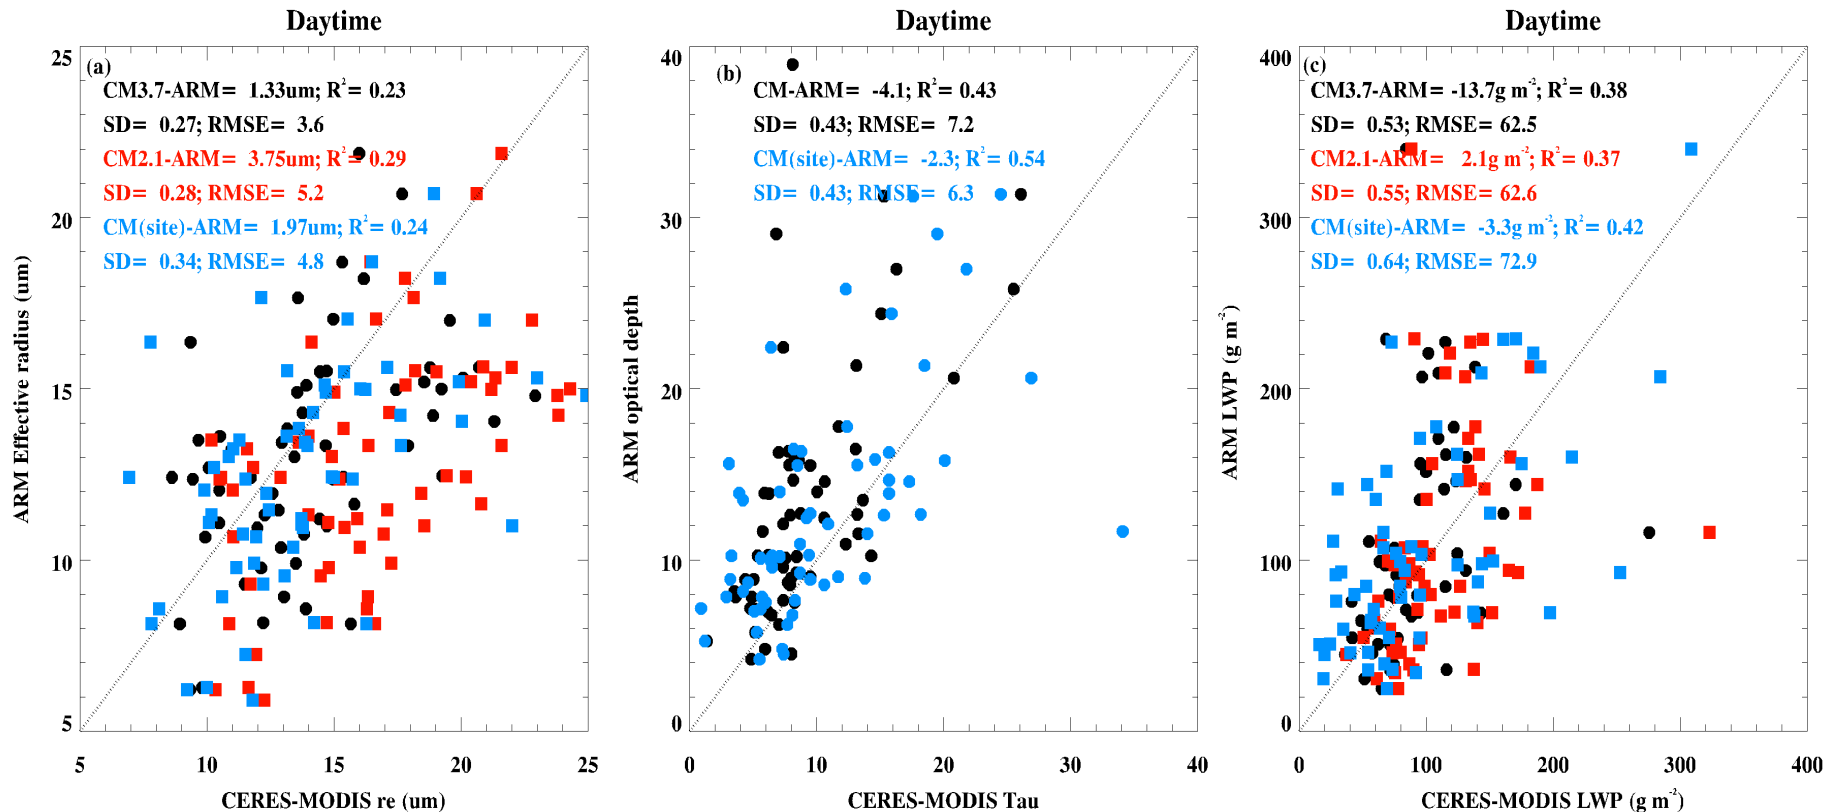 Daytime
25
(a)
CM3.7-ARM= 1.33um; R² = 0.23
SD= 0.27; RMSE= 3.6
CM2.1-ARM= 3.75um; R² = 0.29
SD= 0.28; RMSE= 5.2
CM(site)-ARM= 1.97um; R² = 0.24
SD= 0.34; RMSE= 4.8
20
15
10
5
ARM Effective radius (um)
5 10 15 20 25
CERES-MODIS re (um)
Daytime
40
(b)
CM-ARM= -4.1; R² = 0.43
SD= 0.43; RMSE= 7.2
CM(site)-ARM= -2.3; R² = 0.54
SD= 0.43; RMSE= 6.3
30
20
10
0
ARM optical depth
0 10 20 30 40
CERES-MODIS Tau
Daytime
400
(c)
CM3.7-ARM= -13.7g m⁻²; R² = 0.38
SD= 0.53; RMSE= 62.5
CM2.1-ARM= 2.1g m⁻²; R² = 0.37
SD= 0.55; RMSE= 62.6
CM(site)-ARM= -3.3g m⁻²; R² = 0.42
SD= 0.64; RMSE= 72.9
300
200
100
0
ARM LWP (g m⁻²)
0 100 200 300 400
CERES-MODIS LWP (g m⁻²)